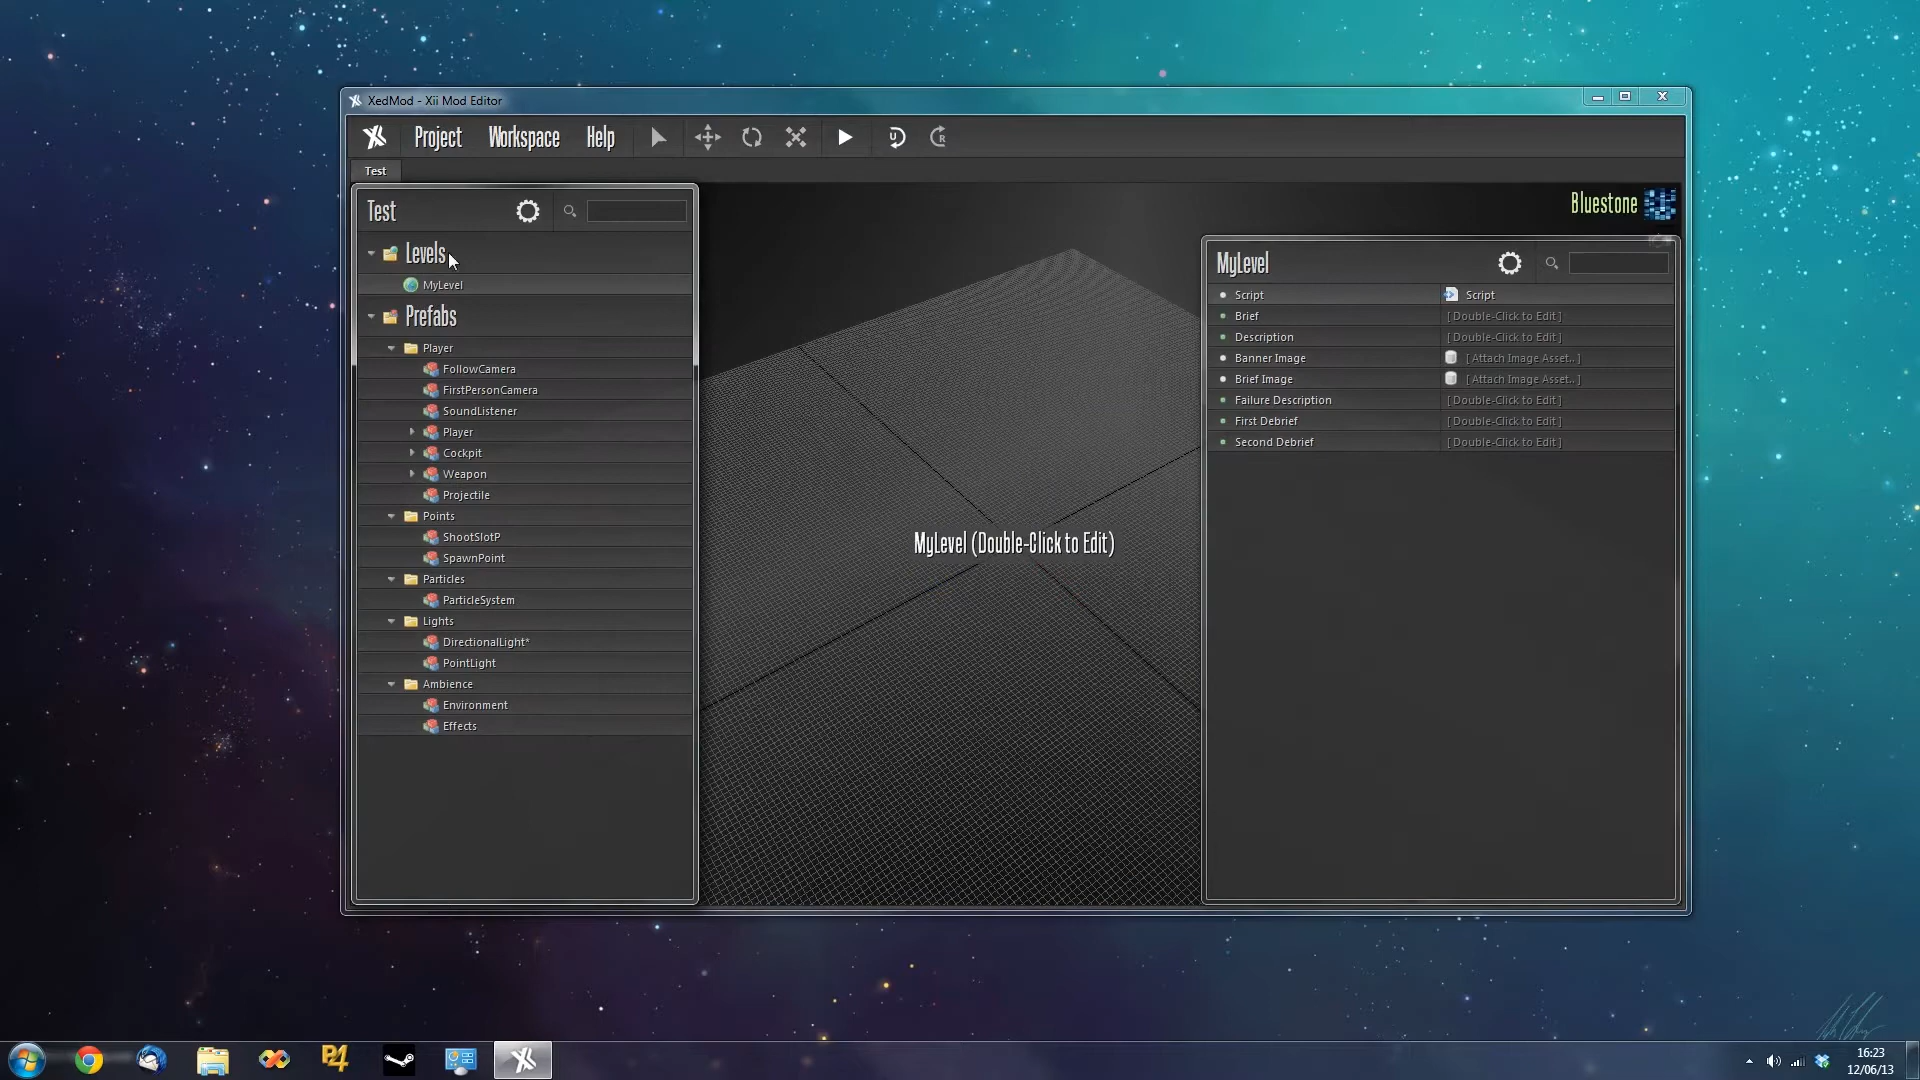 XedMod - Xii Mod Editor
Project
Workspace
Help
Test
Test
Bluestone
Levels
MyLevel
Prefabs
Player
FollowCamera
FirstPersonCamera
SoundListener
Player
Cockpit
Weapon
Projectile
Points
ShootSlotP
SpawnPoint
Particles
ParticleSystem
Lights
DirectionalLight*
PointLight
Ambience
Environment
Effects
MyLevel (Double-Click to Edit)
MyLevel
Script
Script
Brief
[ Double-Click to Edit ]
Description
[ Double-Click to Edit ]
Banner Image
[ Attach Image Asset.. ]
Brief Image
[ Attach Image Asset.. ]
Failure Description
[ Double-Click to Edit ]
First Debrief
[ Double-Click to Edit ]
Second Debrief
[ Double-Click to Edit ]
P4
16:23
12/06/13